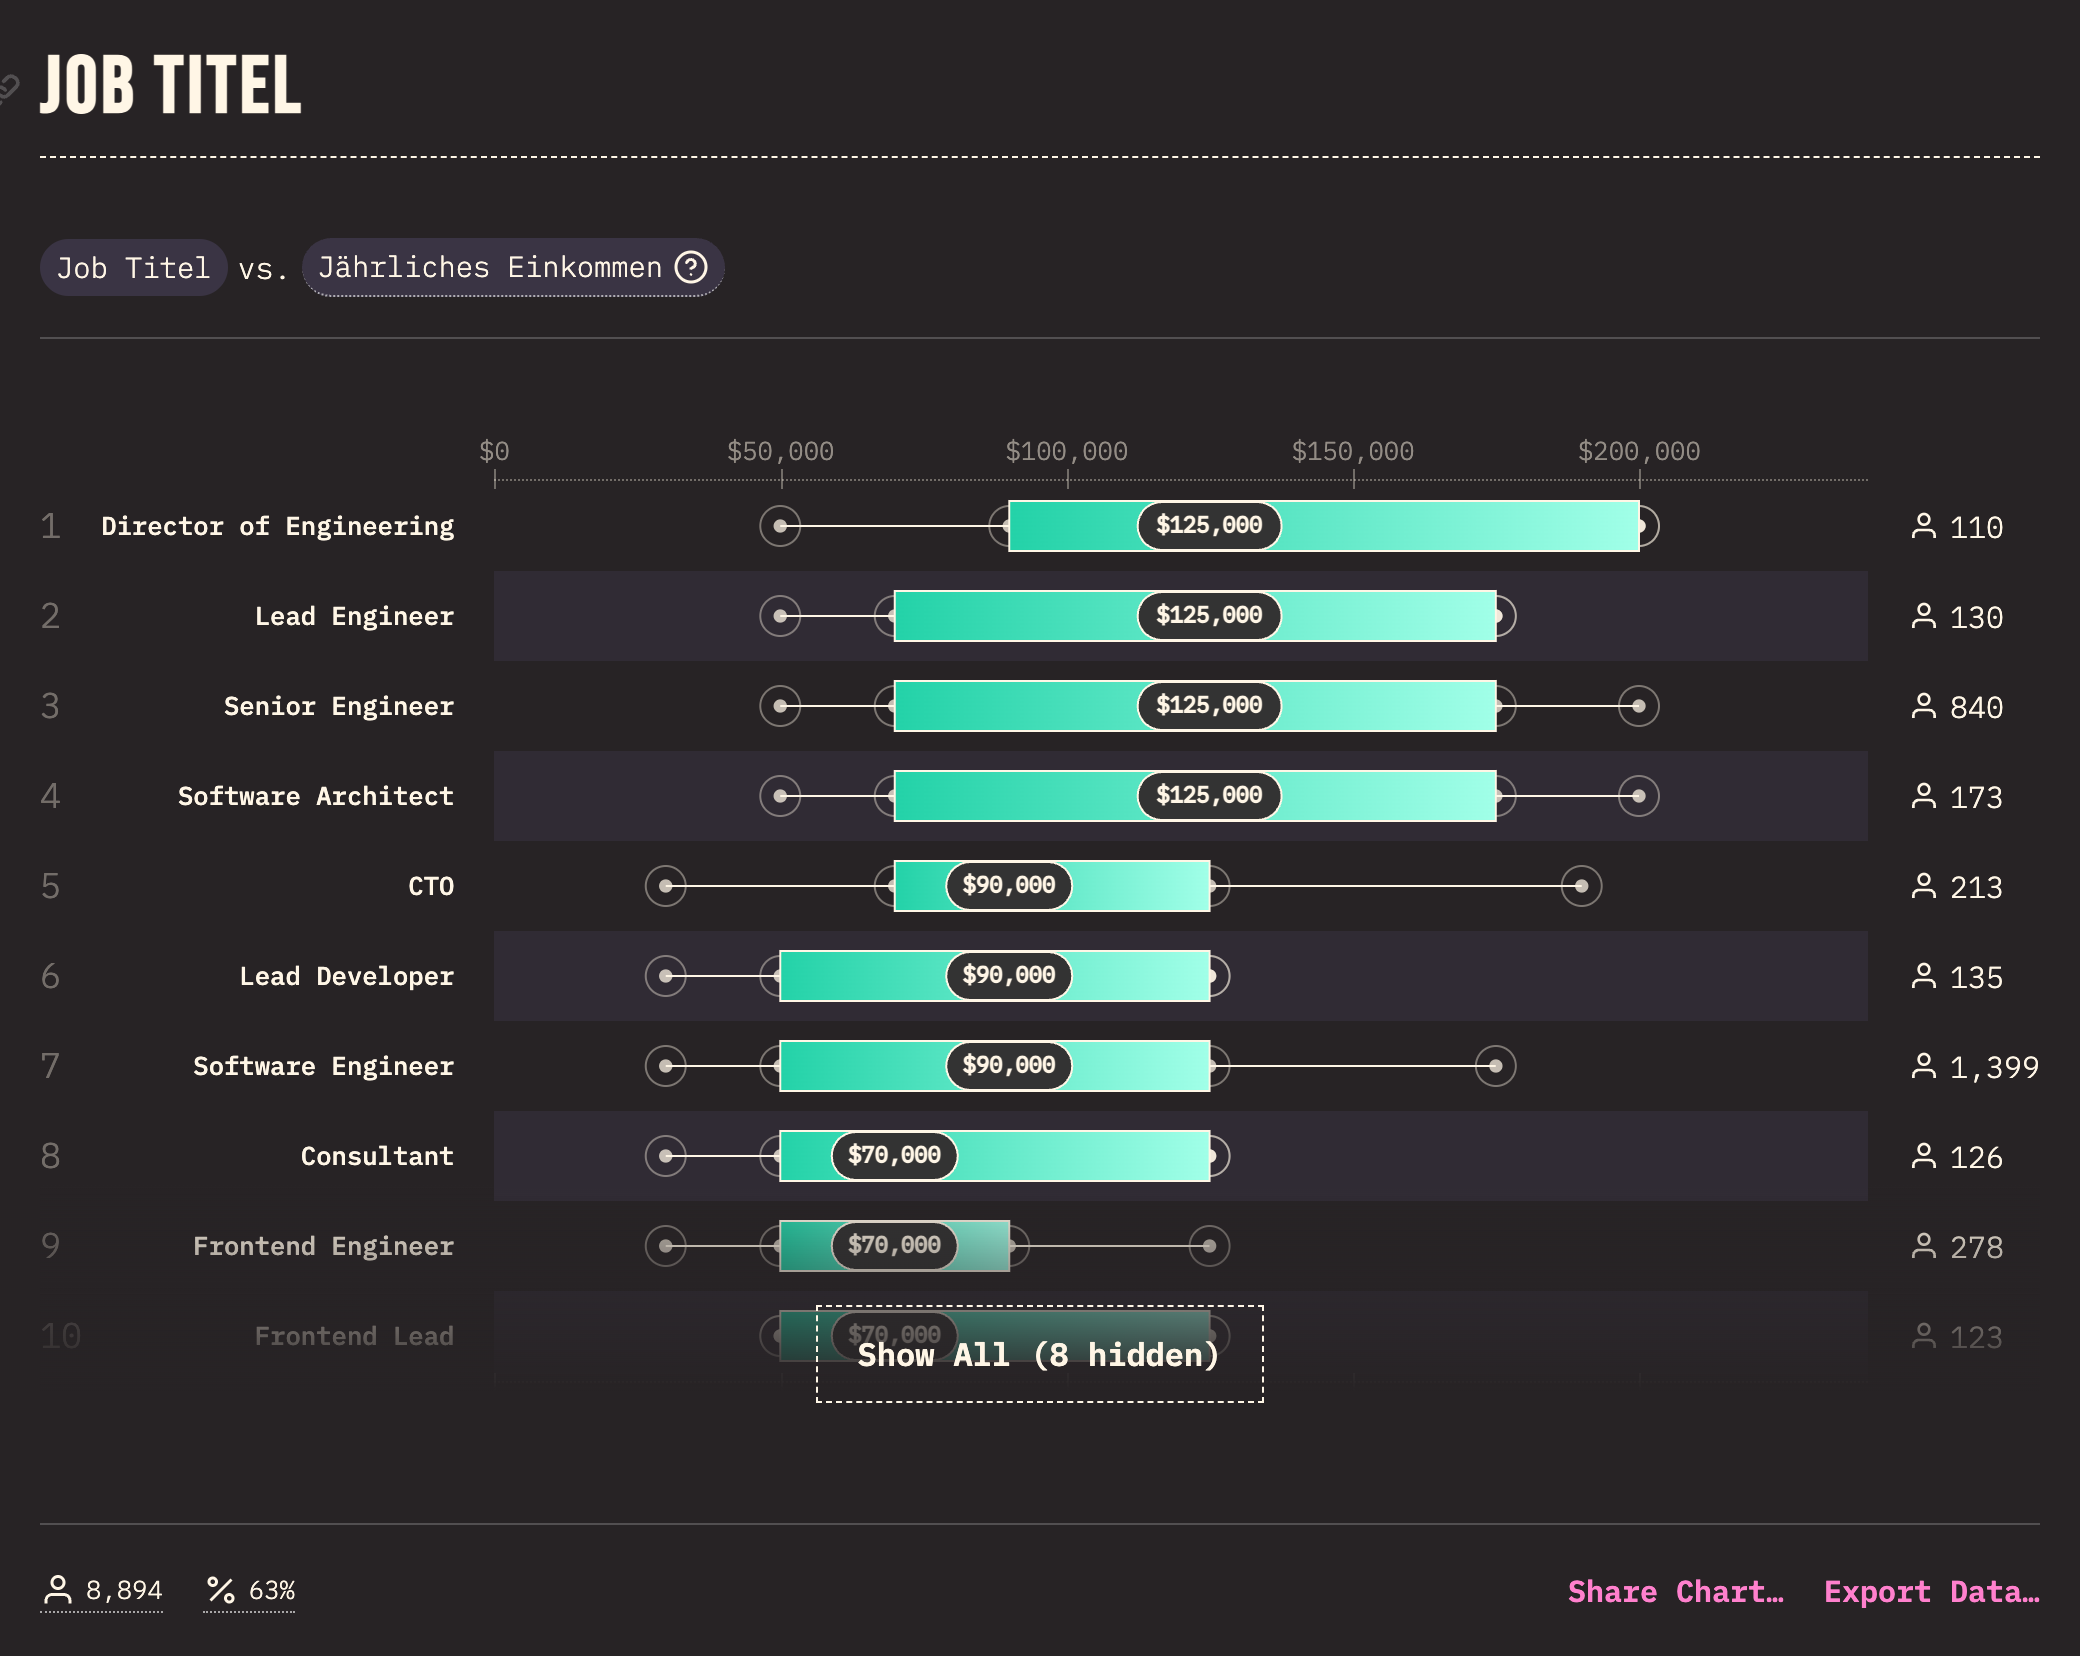 JOB TITEL
Job Titel vs. Jährliches Einkommen
$0 $50,000 $100,000 $150,000 $200,000
1 Director of Engineering $125,000 110
2 Lead Engineer $125,000 130
3 Senior Engineer $125,000 840
4 Software Architect $125,000 173
5 CTO $90,000 213
6 Lead Developer $90,000 135
7 Software Engineer $90,000 1,399
8 Consultant $70,000 126
9 Frontend Engineer $70,000 278
10 Frontend Lead $70,000 123
Show All (8 hidden)
8,894 63% Share Chart… Export Data…